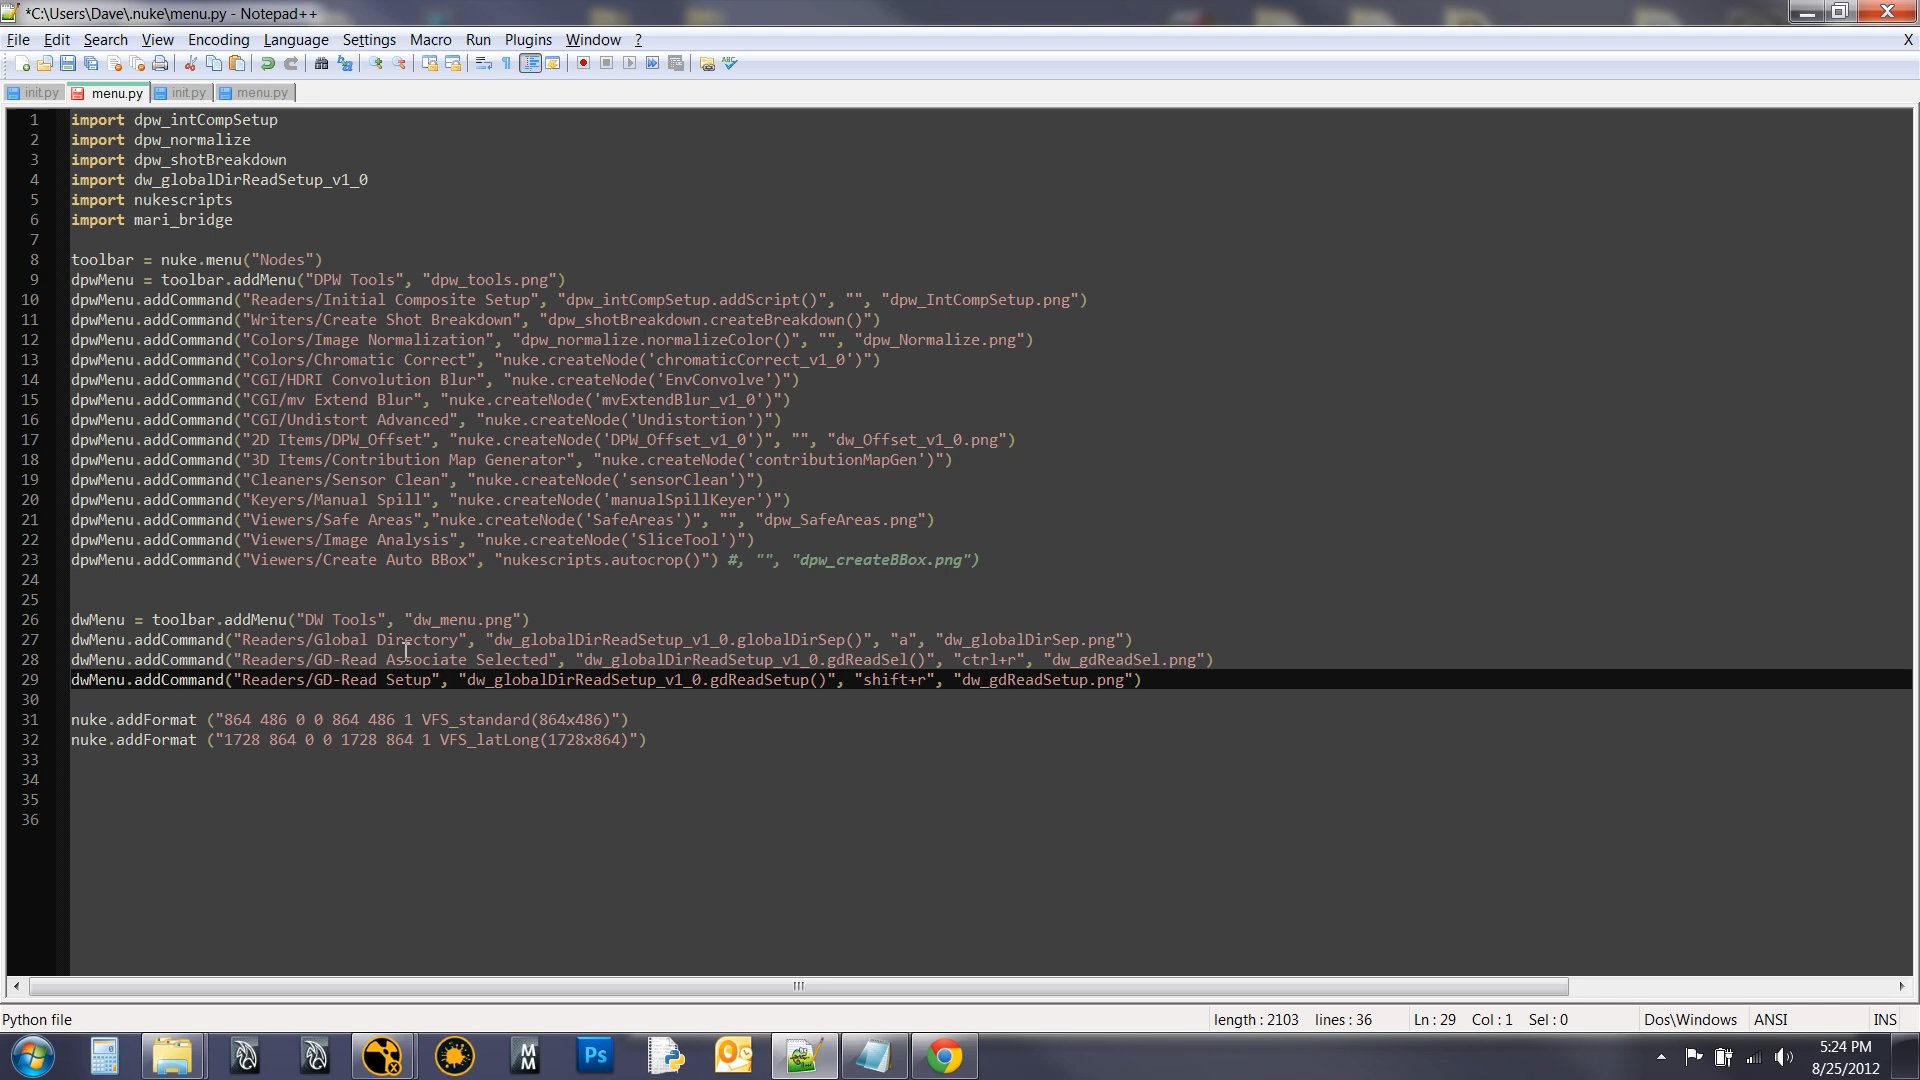 *C:\Users\Dave\.nuke\menu.py - Notepad++
File Edit Search View Encoding Language Settings Macro Run Plugins Window ? X
init.py menu.py init.py menu.py
1 import dpw_intCompSetup
2 import dpw_normalize
3 import dpw_shotBreakdown
4 import dw_globalDirReadSetup_v1_0
5 import nukescripts
6 import mari_bridge
7
8 toolbar = nuke.menu("Nodes")
9 dpwMenu = toolbar.addMenu("DPW Tools", "dpw_tools.png")
10 dpwMenu.addCommand("Readers/Initial Composite Setup", "dpw_intCompSetup.addScript()", "", "dpw_IntCompSetup.png")
11 dpwMenu.addCommand("Writers/Create Shot Breakdown", "dpw_shotBreakdown.createBreakdown()")
12 dpwMenu.addCommand("Colors/Image Normalization", "dpw_normalize.normalizeColor()", "", "dpw_Normalize.png")
13 dpwMenu.addCommand("Colors/Chromatic Correct", "nuke.createNode('chromaticCorrect_v1_0')")
14 dpwMenu.addCommand("CGI/HDRI Convolution Blur", "nuke.createNode('EnvConvolve')")
15 dpwMenu.addCommand("CGI/mv Extend Blur", "nuke.createNode('mvExtendBlur_v1_0')")
16 dpwMenu.addCommand("CGI/Undistort Advanced", "nuke.createNode('Undistortion')")
17 dpwMenu.addCommand("2D Items/DPW_Offset", "nuke.createNode('DPW_Offset_v1_0')", "", "dw_Offset_v1_0.png")
18 dpwMenu.addCommand("3D Items/Contribution Map Generator", "nuke.createNode('contributionMapGen')")
19 dpwMenu.addCommand("Cleaners/Sensor Clean", "nuke.createNode('sensorClean')")
20 dpwMenu.addCommand("Keyers/Manual Spill", "nuke.createNode('manualSpillKeyer')")
21 dpwMenu.addCommand("Viewers/Safe Areas","nuke.createNode('SafeAreas')", "", "dpw_SafeAreas.png")
22 dpwMenu.addCommand("Viewers/Image Analysis", "nuke.createNode('SliceTool')")
23 dpwMenu.addCommand("Viewers/Create Auto BBox", "nukescripts.autocrop()") #, "", "dpw_createBBox.png")
24
25
26 dwMenu = toolbar.addMenu("DW Tools", "dw_menu.png")
27 dwMenu.addCommand("Readers/Global Directory", "dw_globalDirReadSetup_v1_0.globalDirSep()", "a", "dw_globalDirSep.png")
28 dwMenu.addCommand("Readers/GD-Read Associate Selected", "dw_globalDirReadSetup_v1_0.gdReadSel()", "ctrl+r", "dw_gdReadSel.png")
29 dwMenu.addCommand("Readers/GD-Read Setup", "dw_globalDirReadSetup_v1_0.gdReadSetup()", "shift+r", "dw_gdReadSetup.png")
30
31 nuke.addFormat ("864 486 0 0 864 486 1 VFS_standard(864x486)")
32 nuke.addFormat ("1728 864 0 0 1728 864 1 VFS_latLong(1728x864)")
33
34
35
36
Python file length : 2103 lines : 36 Ln : 29 Col : 1 Sel : 0 Dos\Windows ANSI INS
M
M
Ps
5:24 PM
8/25/2012